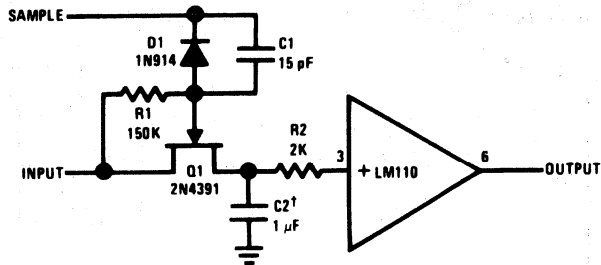 SAMPLE
D1
1N914
C1
15 pF
R1
150K
R2
2K
3
+ LM110
6
INPUT
OUTPUT
Q1
2N4391
C2†
1 μF